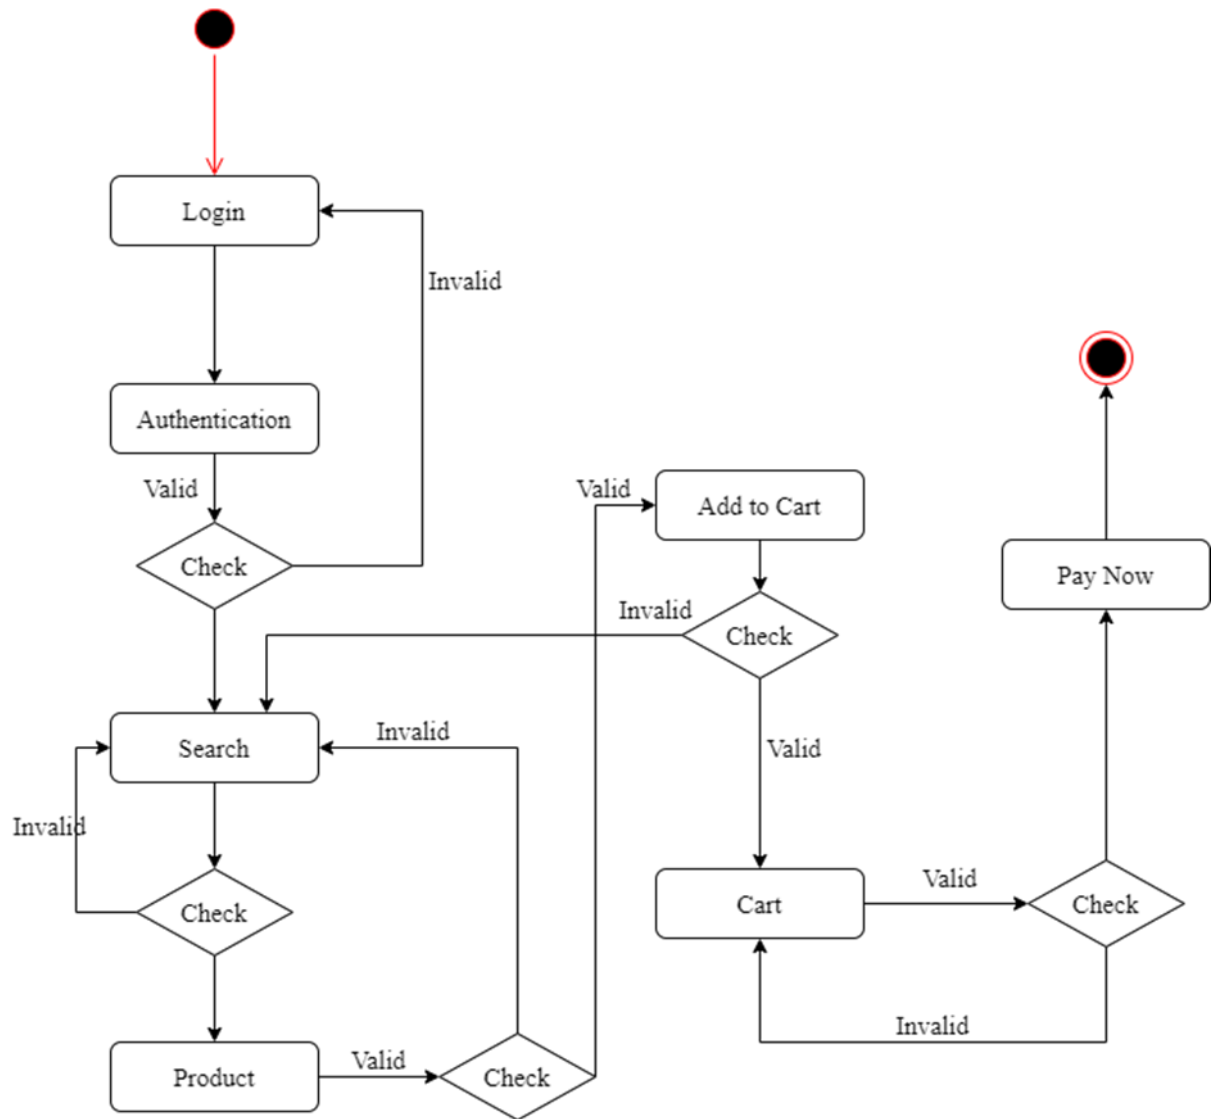 Login
Invalid
Authentication
Valid
Check
Valid
Add to Cart
Invalid
Check
Pay Now
Search
Invalid
Valid
Invalid
Check
Cart
Valid
Check
Invalid
Product
Valid
Check